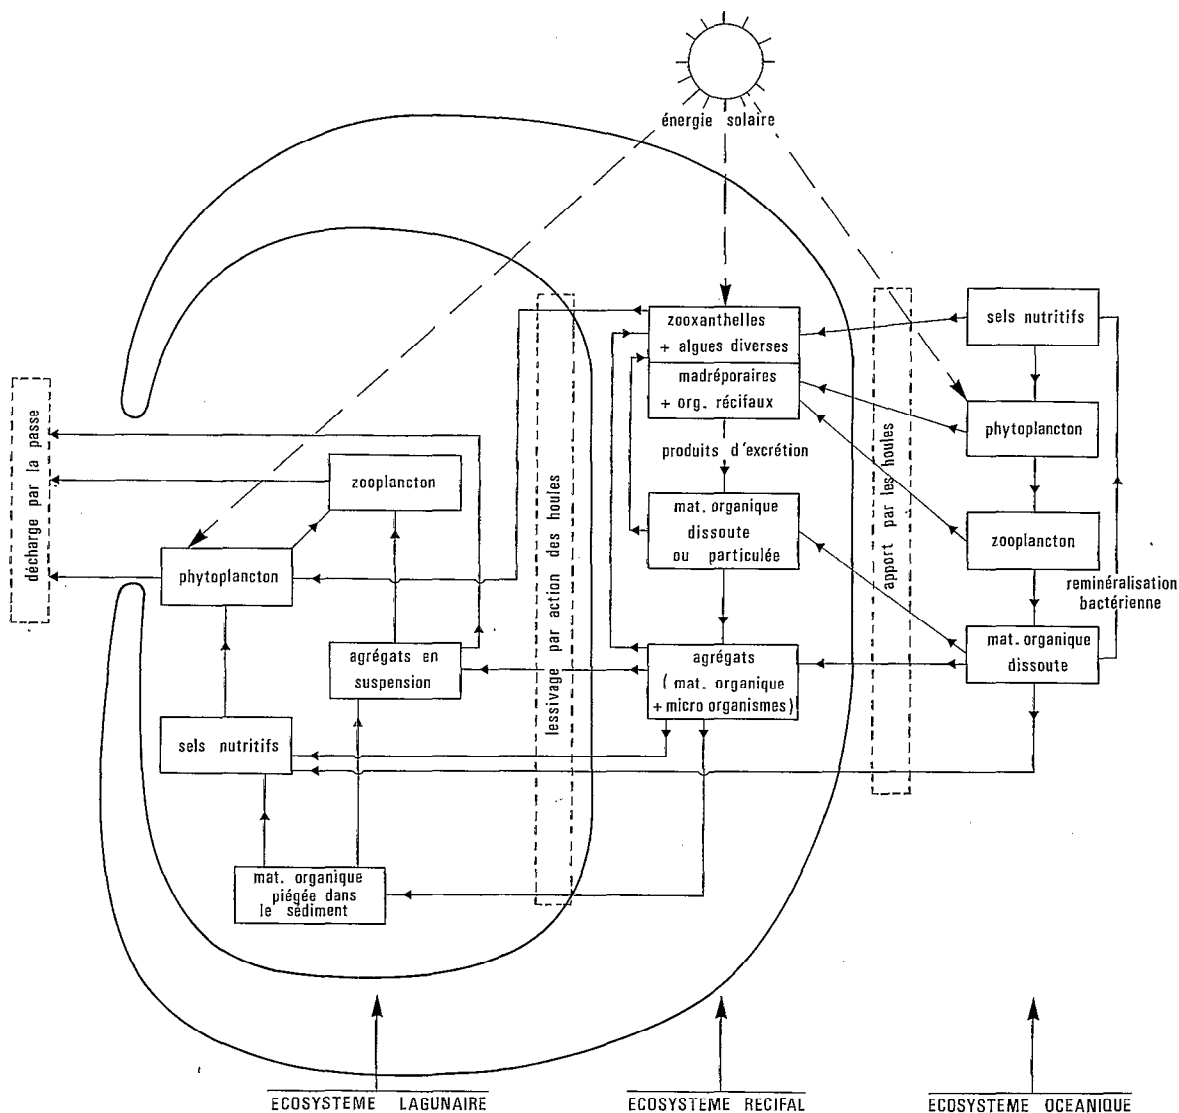 énergie solaire
zooxanthelles
+ algues diverses
madréporaires
+ org. récifaux
produits d'excrétion
mat. organique
dissoute
ou particulée
agrégats
( mat. organique
+ micro organismes)
sels nutritifs
phytoplancton
zooplancton
reminéralisation
bactérienne
mat. organique
dissoute
apport par les houles
lessivage par action des houles
décharge par la passe
zooplancton
phytoplancton
agrégats en
suspension
sels nutritifs
mat. organique
piégée dans
le sédiment
ECOSYSTEME LAGUNAIRE
ECOSYSTEME RECIFAL
ECOSYSTEME OCEANIQUE